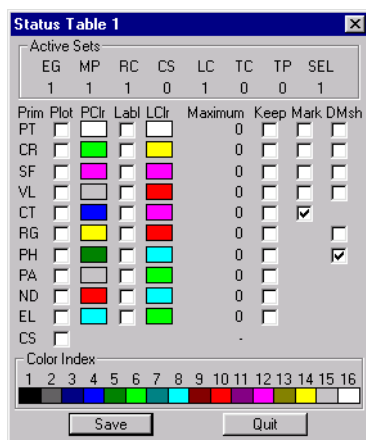 Status Table 1
Active Sets
EG MP RC CS LC TC TP SEL
1 1 1 0 1 0 0 1
Prim Plot PClr Labl LClr Maximum Keep Mark DMsh
PT 0
CR 0
SF 0
VL 0
CT 0
RG 0
PH 0
PA 0
ND 0
EL 0
CS -
Color Index
1 2 3 4 5 6 7 8 9 10 11 12 13 14 15 16
Save Quit